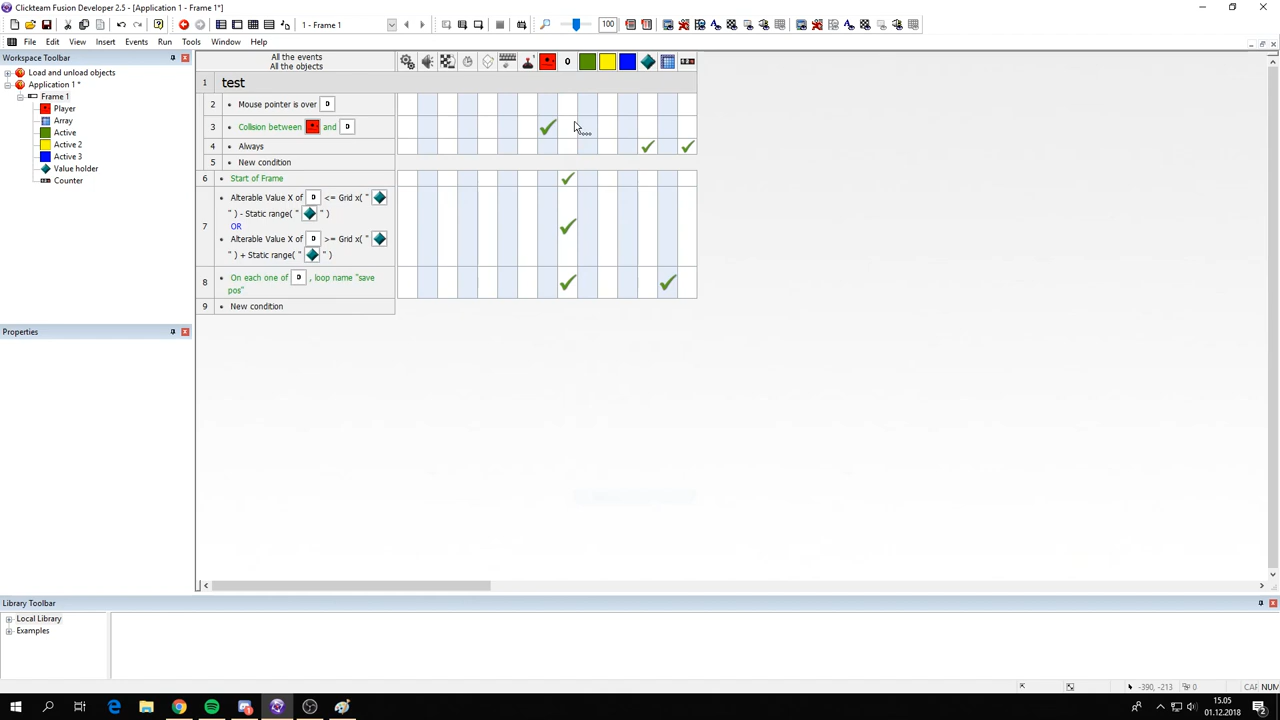 Clickteam Fusion Developer 2.5 - [Application 1 - Frame 1*]
File Edit View Insert Events Run Tools Window Help
1 - Frame 1
100
Workspace Toolbar
Load and unload objects
Application 1 *
Frame 1
Player
Array
Active
Active 2
Active 3
Value holder
Counter
Properties
All the events
All the objects
1 test
2 • Mouse pointer is over
3 • Collision between and
4 • Always
5 • New condition
6 • Start of Frame
7 • Alterable Value X of <= Grid x( "
" ) - Static range( " " )
OR
• Alterable Value X of >= Grid x( "
" ) + Static range( " " )
8 • On each one of , loop name "save
pos"
9 • New condition
Library Toolbar
Local Library
Examples
-390, -213
0
CAP NUM
15.05
01.12.2018
2